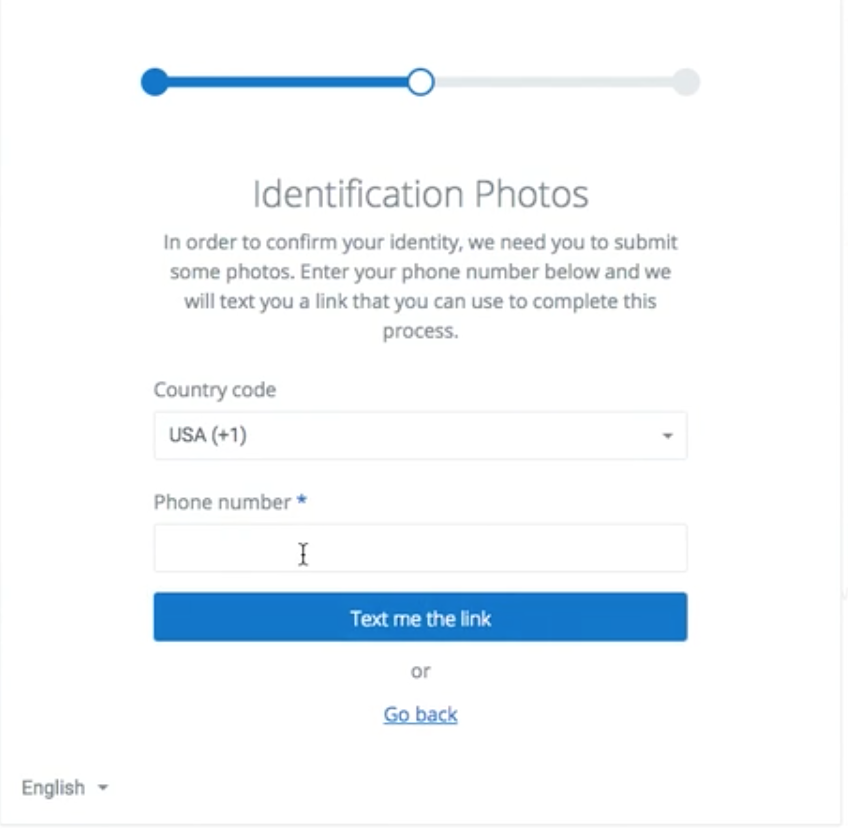 Identification Photos
In order to confirm your identity, we need you to submit
some photos. Enter your phone number below and we
will text you a link that you can use to complete this
process.
Country code
USA (+1)
Phone number *
Text me the link
or
Go back
English